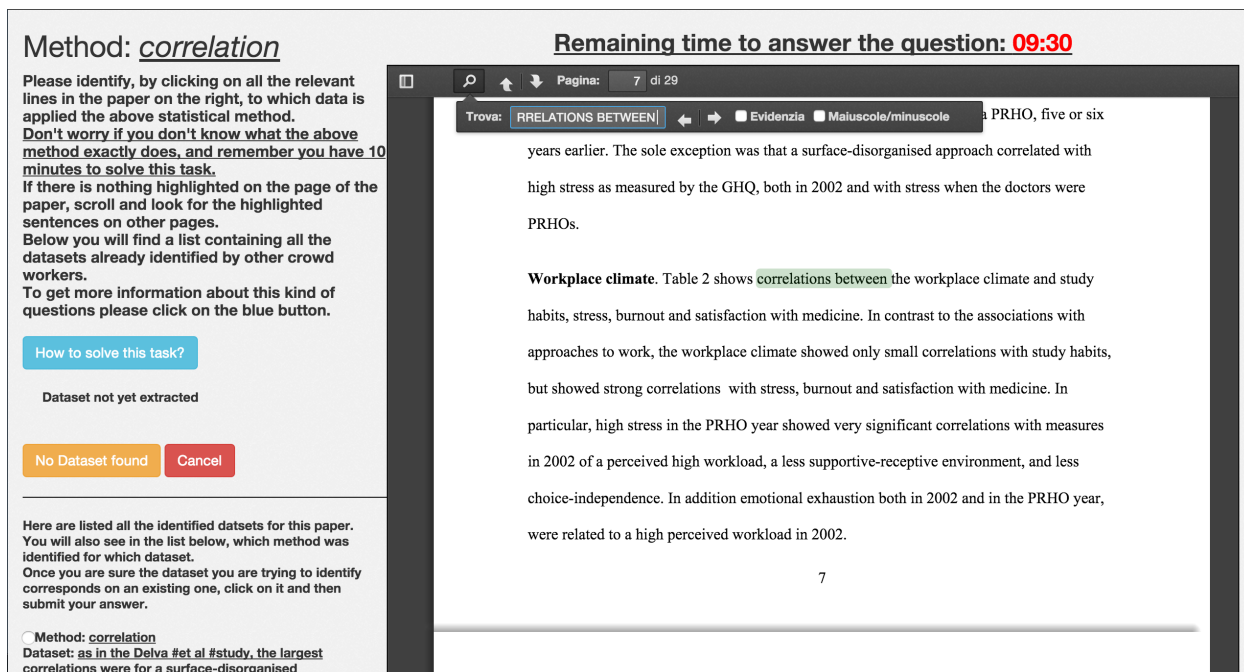 Method: correlation
Please identify, by clicking on all the relevant
lines in the paper on the right, to which data is
applied the above statistical method.
Don't worry if you don't know what the above
method exactly does, and remember you have 10
minutes to solve this task.
If there is nothing highlighted on the page of the
paper, scroll and look for the highlighted
sentences on other pages.
Below you will find a list containing all the
datasets already identified by other crowd
workers.
To get more information about this kind of
questions please click on the blue button.
How to solve this task?
Dataset not yet extracted
No Dataset found Cancel
Here are listed all the identified datsets for this paper.
You will also see in the list below, which method was
identified for which dataset.
Once you are sure the dataset you are trying to identify
corresponds on an existing one, click on it and then
submit your answer.
Method: correlation
Dataset: as in the Delva #et al #study, the largest
correlations were for a surface-disorganised
Remaining time to answer the question: 09:30
Pagina: 7 di 29
Trova: RRELATIONS BETWEEN Evidenzia Maiuscole/minuscole
a PRHO, five or six
years earlier. The sole exception was that a surface-disorganised approach correlated with
high stress as measured by the GHQ, both in 2002 and with stress when the doctors were
PRHOs.
Workplace climate. Table 2 shows correlations between the workplace climate and study
habits, stress, burnout and satisfaction with medicine. In contrast to the associations with
approaches to work, the workplace climate showed only small correlations with study habits,
but showed strong correlations with stress, burnout and satisfaction with medicine. In
particular, high stress in the PRHO year showed very significant correlations with measures
in 2002 of a perceived high workload, a less supportive-receptive environment, and less
choice-independence. In addition emotional exhaustion both in 2002 and in the PRHO year,
were related to a high perceived workload in 2002.
7